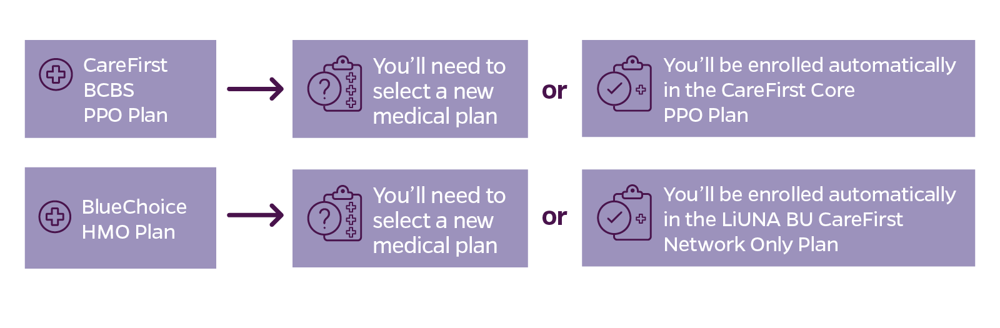 CareFirst
BCBS
PPO Plan
You’ll need to
select a new
medical plan
or
You’ll be enrolled automatically
in the CareFirst Core
PPO Plan
BlueChoice
HMO Plan
You’ll need to
select a new
medical plan
or
You’ll be enrolled automatically
in the LiUNA BU CareFirst
Network Only Plan